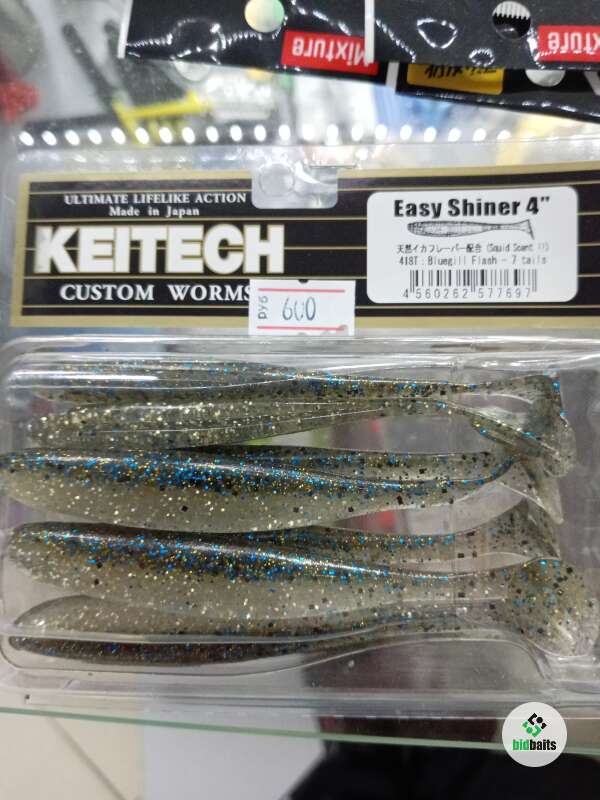 Mixture
Mixture
ULTIMATE LIFELIKE ACTION
Made in Japan
KEITECH
CUSTOM WORMS
Easy Shiner 4"
天然イカフレーバー配合 (Squid Scent !!)
418T : Bluegill Flash - 7 tails
4 560262 577697
руб
600
bidbaits